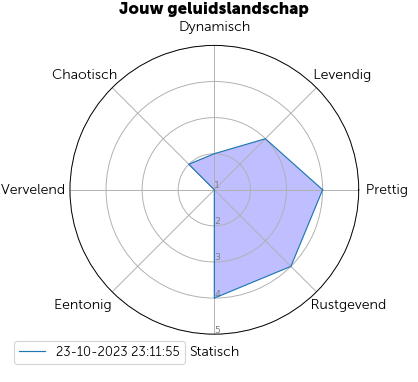 Jouw geluidslandschap
Dynamisch
Chaotisch
Levendig
Vervelend
Prettig
1
2
3
4
5
Eentonig
Rustgevend
23-10-2023 23:11:55
Statisch